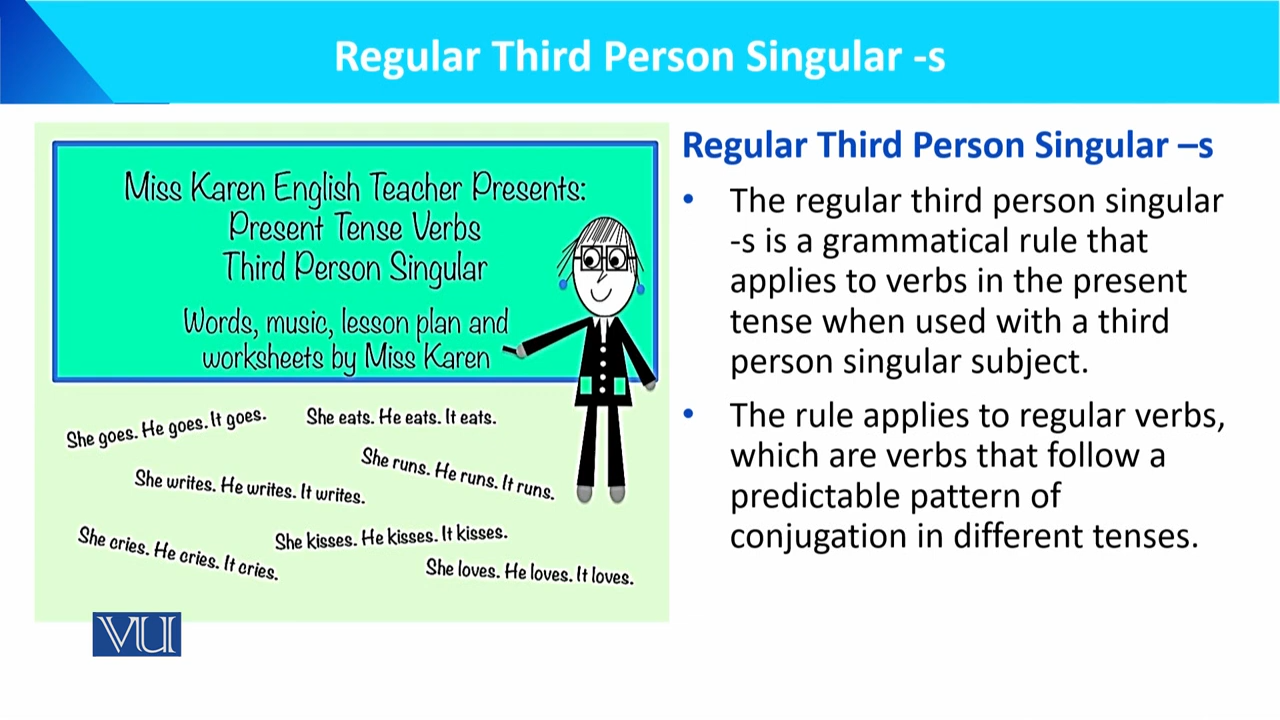 Regular Third Person Singular -s
Miss Karen English Teacher Presents:
Present Tense Verbs
Third Person Singular
Words, music, lesson plan and
worksheets by Miss Karen
She goes. He goes. It goes.
She eats. He eats. It eats.
She runs. He runs. It runs.
She writes. He writes. It writes.
She cries. He cries. It cries.
She kisses. He kisses. It kisses.
She loves. He loves. It loves.
VU
Regular Third Person Singular –s
• The regular third person singular
-s is a grammatical rule that
applies to verbs in the present
tense when used with a third
person singular subject.
• The rule applies to regular verbs,
which are verbs that follow a
predictable pattern of
conjugation in different tenses.